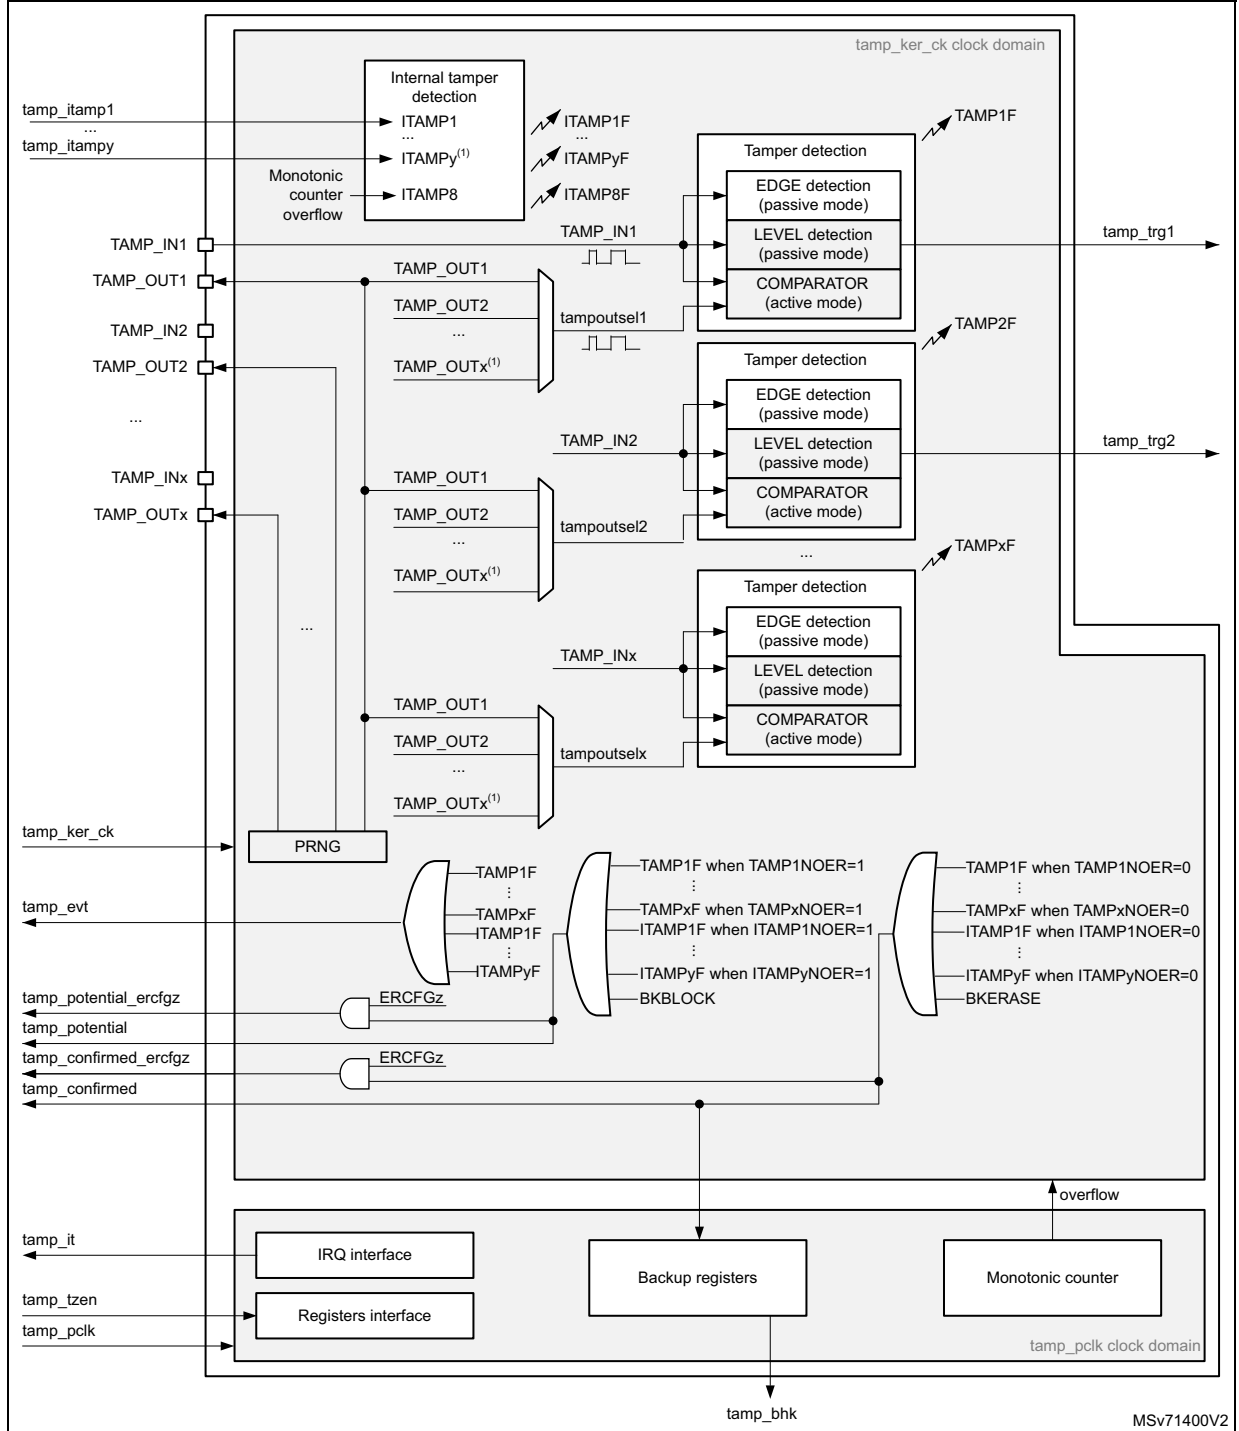 tamp_ker_ck clock domain
Internal tamper
detection
tamp_itamp1
ITAMP1
ITAMP1F
...
...
...
tamp_itampy
ITAMPy(1)
ITAMPyF
Monotonic
counter
overflow
ITAMP8
ITAMP8F
TAMP1F
Tamper detection
EDGE detection
(passive mode)
LEVEL detection
(passive mode)
COMPARATOR
(active mode)
TAMP_IN1
TAMP_IN1
tamp_trg1
TAMP_OUT1
TAMP_OUT1
TAMP_OUT2
...
TAMP_OUTx(1)
tampoutsel1
TAMP_IN2
TAMP_OUT2
...
TAMP_INx
TAMP_OUTx
TAMP2F
Tamper detection
EDGE detection
(passive mode)
LEVEL detection
(passive mode)
COMPARATOR
(active mode)
TAMP_IN2
tamp_trg2
TAMP_OUT1
TAMP_OUT2
...
TAMP_OUTx(1)
tampoutsel2
...
TAMPxF
Tamper detection
EDGE detection
(passive mode)
LEVEL detection
(passive mode)
COMPARATOR
(active mode)
...
TAMP_INx
TAMP_OUT1
TAMP_OUT2
...
TAMP_OUTx(1)
tampoutselx
tamp_ker_ck
PRNG
TAMP1F
⋮
TAMPxF
ITAMP1F
⋮
ITAMPyF
TAMP1F when TAMP1NOER=1
⋮
TAMPxF when TAMPxNOER=1
ITAMP1F when ITAMP1NOER=1
⋮
ITAMPyF when ITAMPyNOER=1
BKBLOCK
TAMP1F when TAMP1NOER=0
⋮
TAMPxF when TAMPxNOER=0
ITAMP1F when ITAMP1NOER=0
⋮
ITAMPyF when ITAMPyNOER=0
BKERASE
tamp_evt
tamp_potential_ercfgz
ERCFGz
tamp_potential
tamp_confirmed_ercfgz
ERCFGz
tamp_confirmed
overflow
tamp_it
IRQ interface
Backup registers
Monotonic counter
tamp_tzen
Registers interface
tamp_pclk
tamp_pclk clock domain
tamp_bhk
MSv71400V2